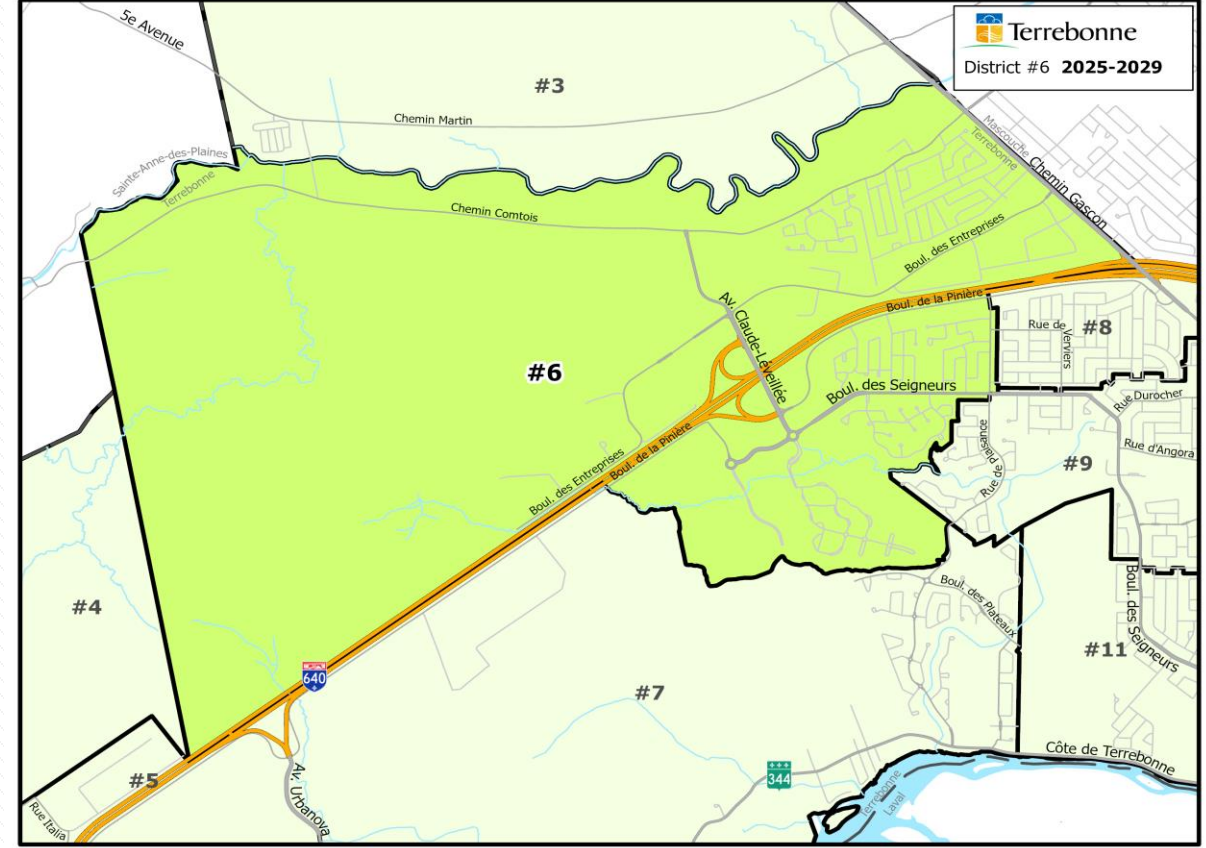 Terrebonne
District #6 2025-2029
5e Avenue
#3
Chemin Martin
Sainte-Anne-des-Plaines
Terrebonne
Mascouche
Terrebonne
Chemin Gascon
Chemin Comtois
Boul. des Entreprises
Av. Claude-Léveillée
Boul. de la Pinière
Rue de Verviers
#8
#6
Boul. des Seigneurs
Rue Durocher
Rue d'Angora
Rue de plaisance
#9
Boul. des Entreprises
Boul. de la Pinière
#4
Boul. des Plateaux
Boul. des Seigneurs
#11
640
#7
Côte de Terrebonne
344
Terrebonne
Laval
#5
Av. Urbanova
Rue Italia